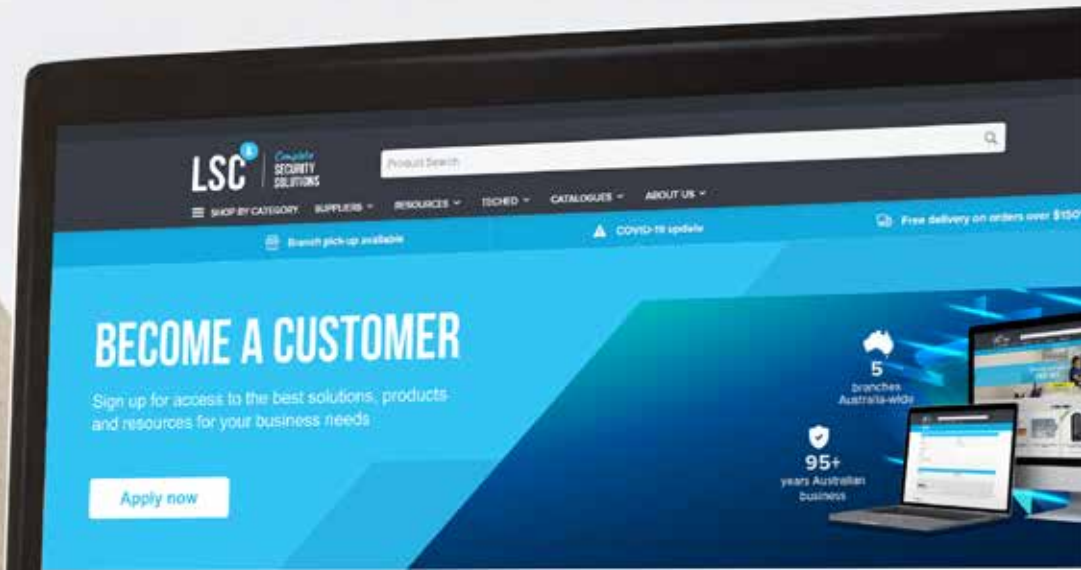 LSC
Complete
SECURITY
SOLUTIONS
Product Search
SHOP BY CATEGORY SUPPLIERS RESOURCES TECHED CATALOGUES ABOUT US
Branch pick-up available COVID-19 update Free delivery on orders over $150
BECOME A CUSTOMER
Sign up for access to the best solutions, products
and resources for your business needs
Apply now
5
branches
Australia-wide
95+
years Australian
business